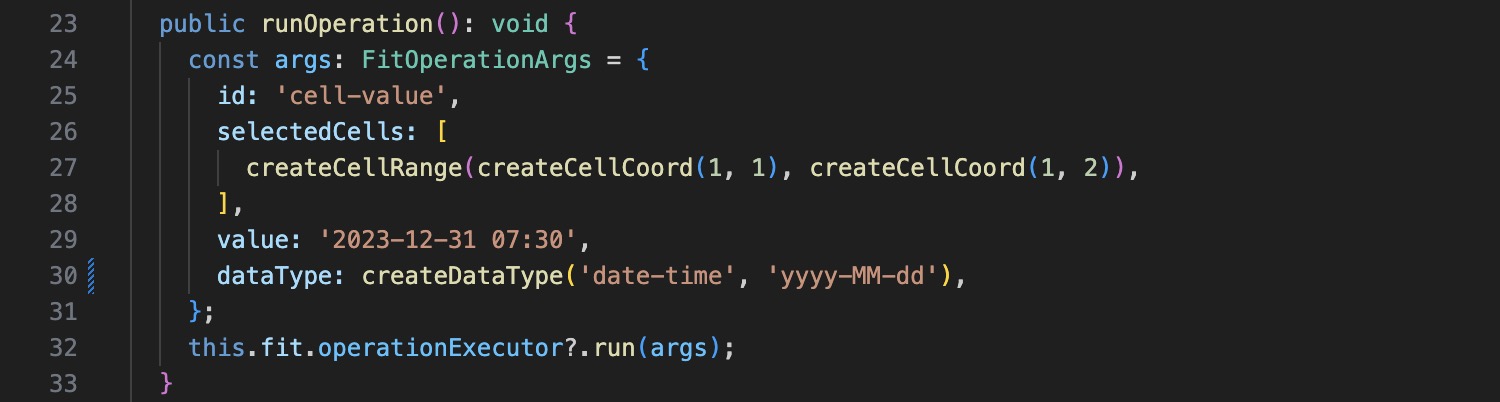 23 public runOperation(): void {
24 const args: FitOperationArgs = {
25 id: 'cell-value',
26 selectedCells: [
27 createCellRange(createCellCoord(1, 1), createCellCoord(1, 2)),
28 ],
29 value: '2023-12-31 07:30',
30 dataType: createDataType('date-time', 'yyyy-MM-dd'),
31 };
32 this.fit.operationExecutor?.run(args);
33 }